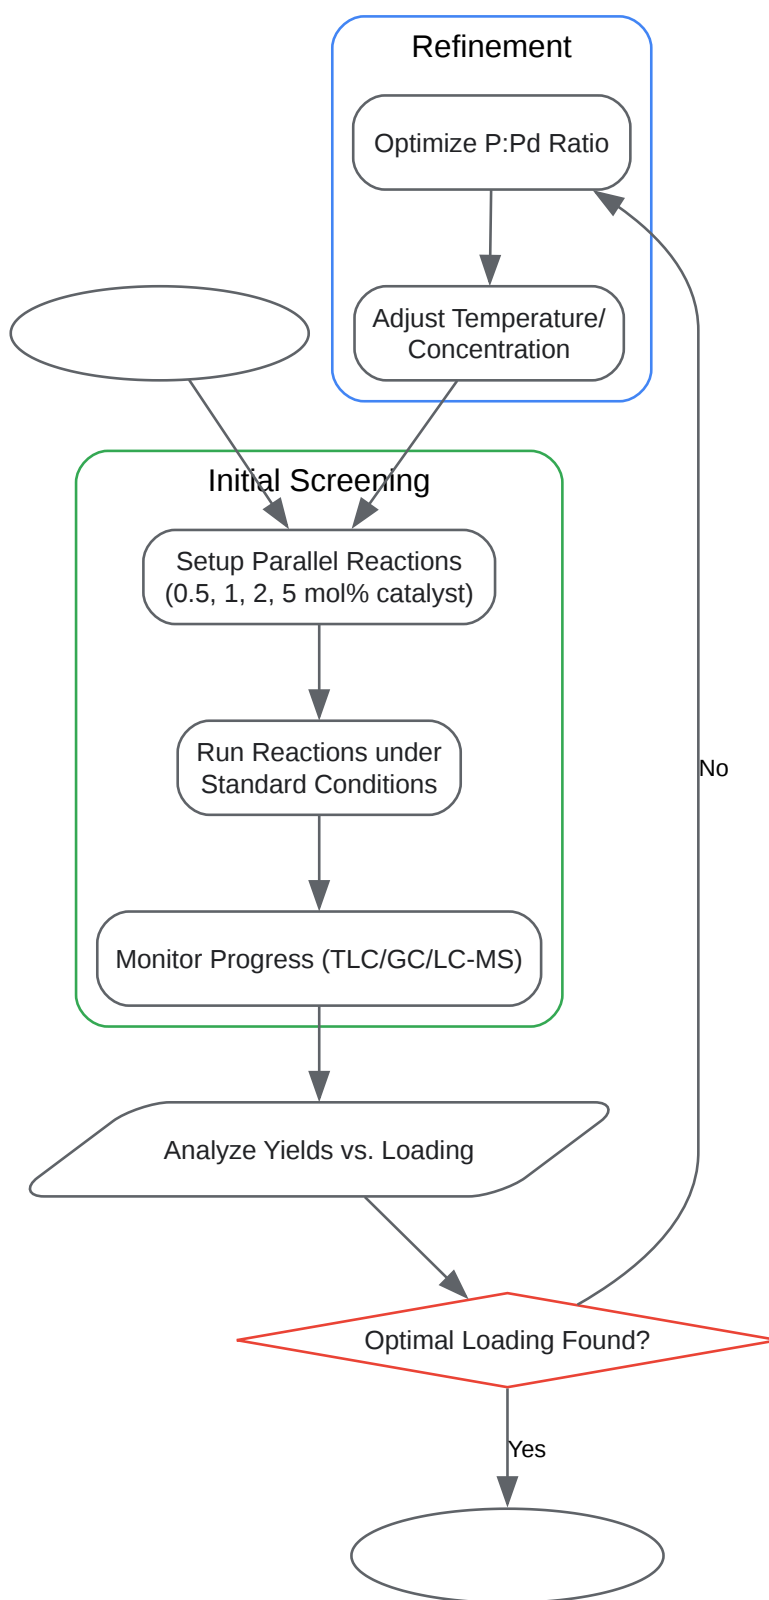 Refinement
Optimize P:Pd Ratio
Adjust Temperature/
Concentration
Initial Screening
Setup Parallel Reactions
(0.5, 1, 2, 5 mol% catalyst)
Run Reactions under
Standard Conditions
Monitor Progress (TLC/GC/LC-MS)
Analyze Yields vs. Loading
Optimal Loading Found?
No
Yes